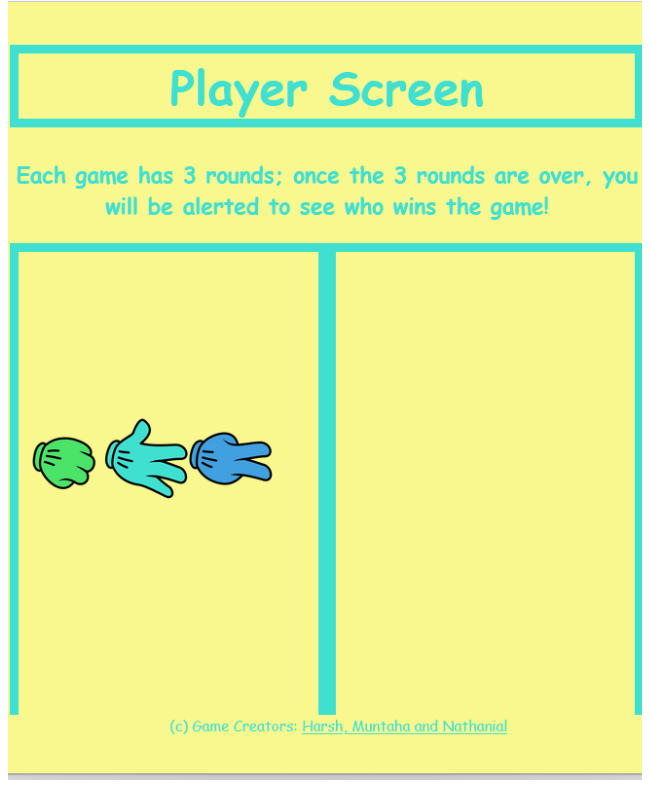 Player Screen
Each game has 3 rounds; once the 3 rounds are over, you
will be alerted to see who wins the game!
(c) Game Creators: Harsh, Muntaha and Nathanial